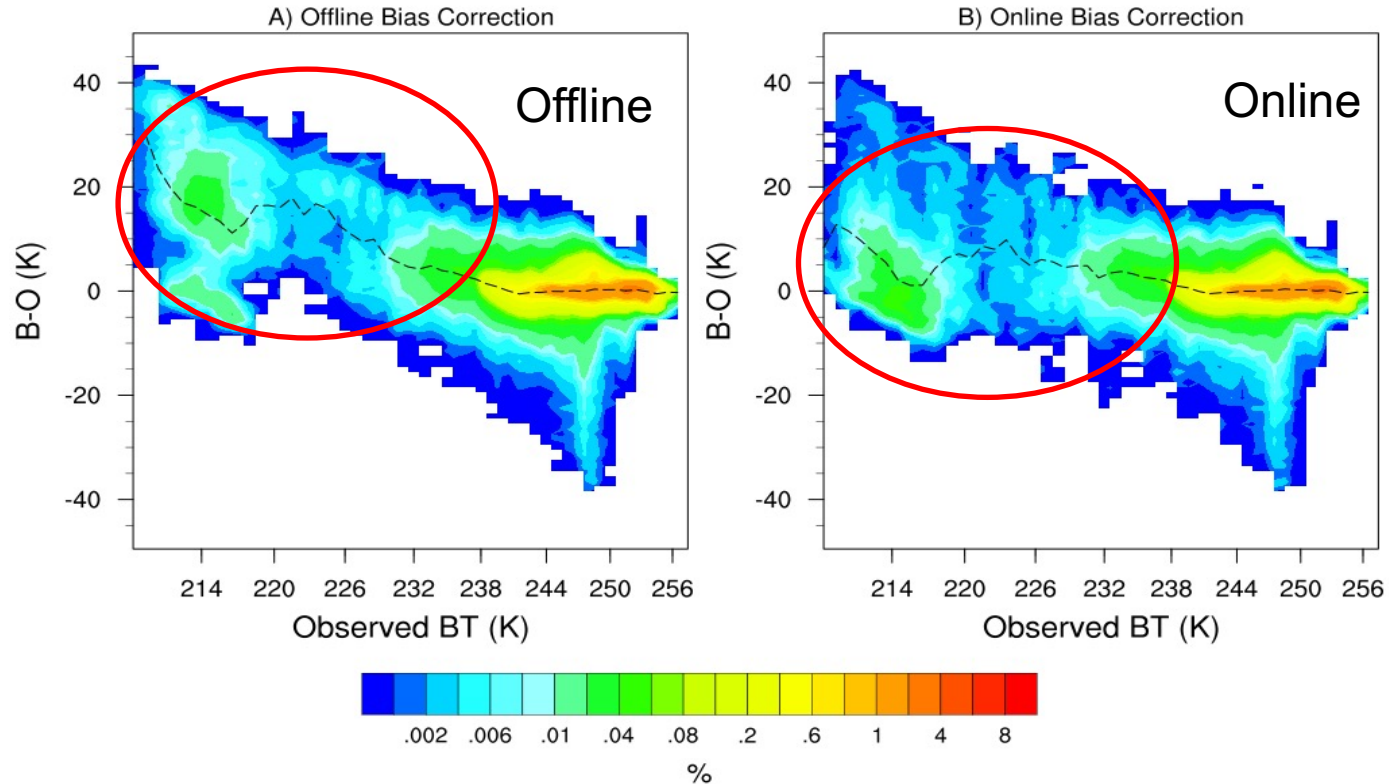 A) Offline Bias Correction
Offline
B-O (K)
40
20
0
-20
-40
214 220 226 232 238 244 250 256
Observed BT (K)
B) Online Bias Correction
Online
B-O (K)
40
20
0
-20
-40
214 220 226 232 238 244 250 256
Observed BT (K)
.002 .006 .01 .04 .08 .2 .6 1 4 8
%